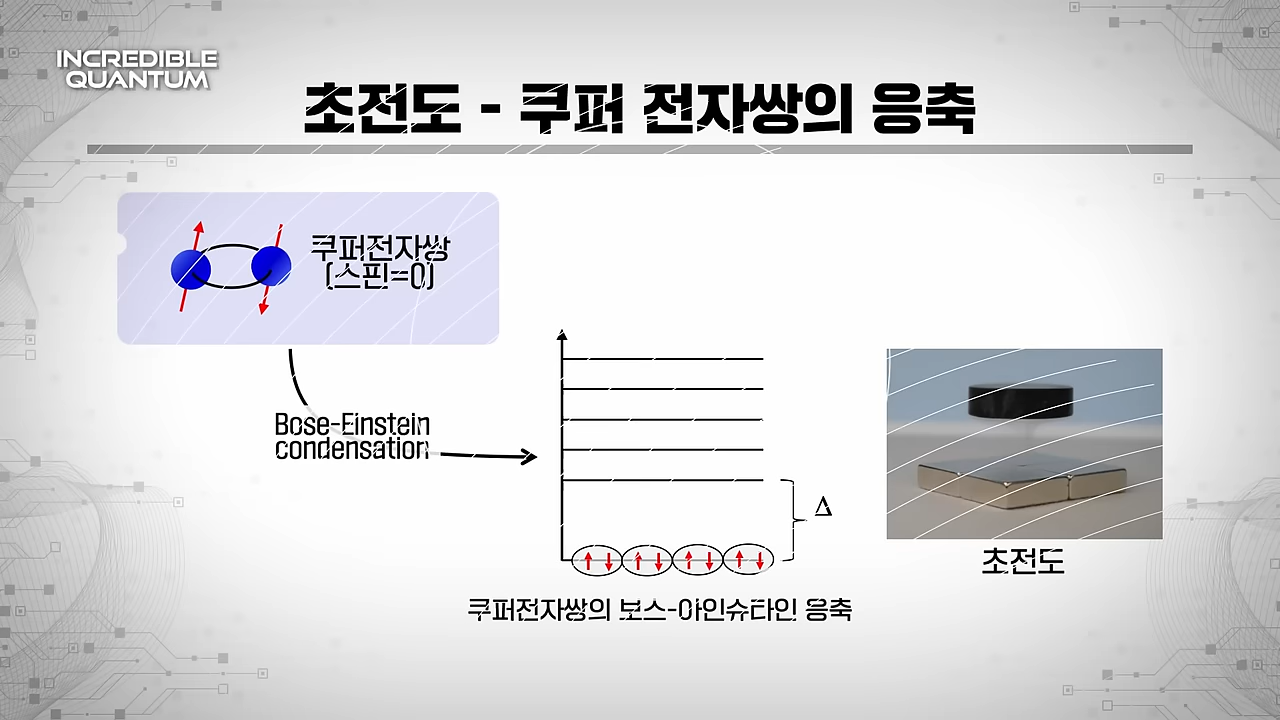 INCREDIBLE
QUANTUM
초전도 - 쿠퍼 전자쌍의 응축
쿠퍼전자쌍
(스핀=0)
Bose-Einstein
condensation
Δ
초전도
쿠퍼전자쌍의 보스-아인슈타인 응축